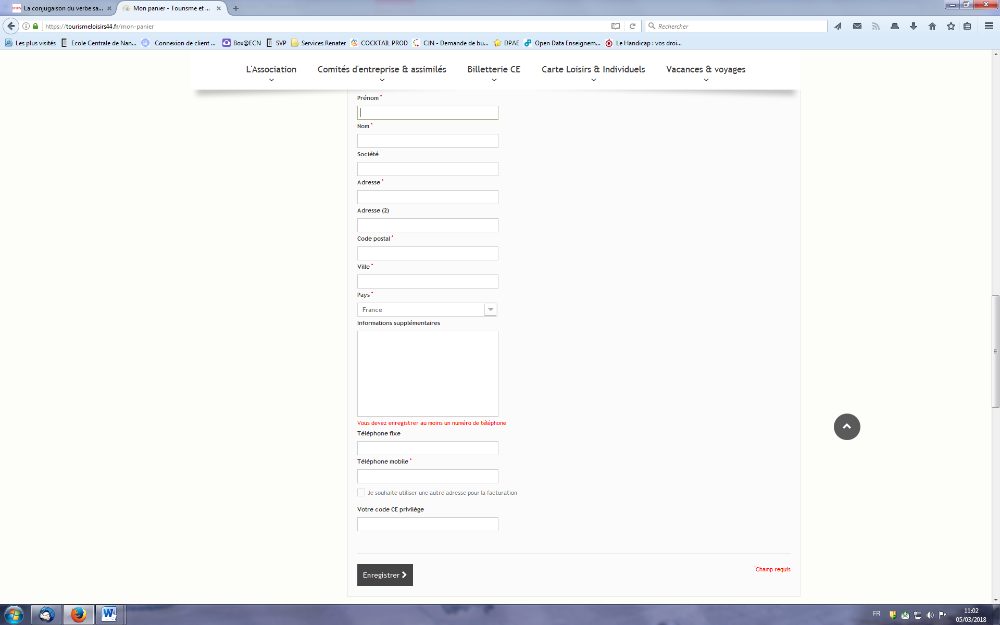 La conjugaison du verbe sa...
Mon panier - Tourisme et ...
https://tourismeloisirs44.fr/mon-panier
Rechercher
Les plus visités
Ecole Centrale de Nan...
Connexion de client ...
Box@ECN
SVP
Services Renater
COCKTAIL PROD
CJN - Demande de bu...
DPAE
Open Data Enseignem...
Le Handicap : vos droi...
L'Association
Comités d'entreprise & assimilés
Billetterie CE
Carte Loisirs & Individuels
Vacances & voyages
Prénom *
Nom *
Société
Adresse *
Adresse (2)
Code postal *
Ville *
Pays *
France
Informations supplémentaires
Vous devez enregistrer au moins un numéro de téléphone
Téléphone fixe
Téléphone mobile *
Je souhaite utiliser une autre adresse pour la facturation
Votre code CE privilège
Enregistrer
*Champ requis
FR
11:02
05/03/2018